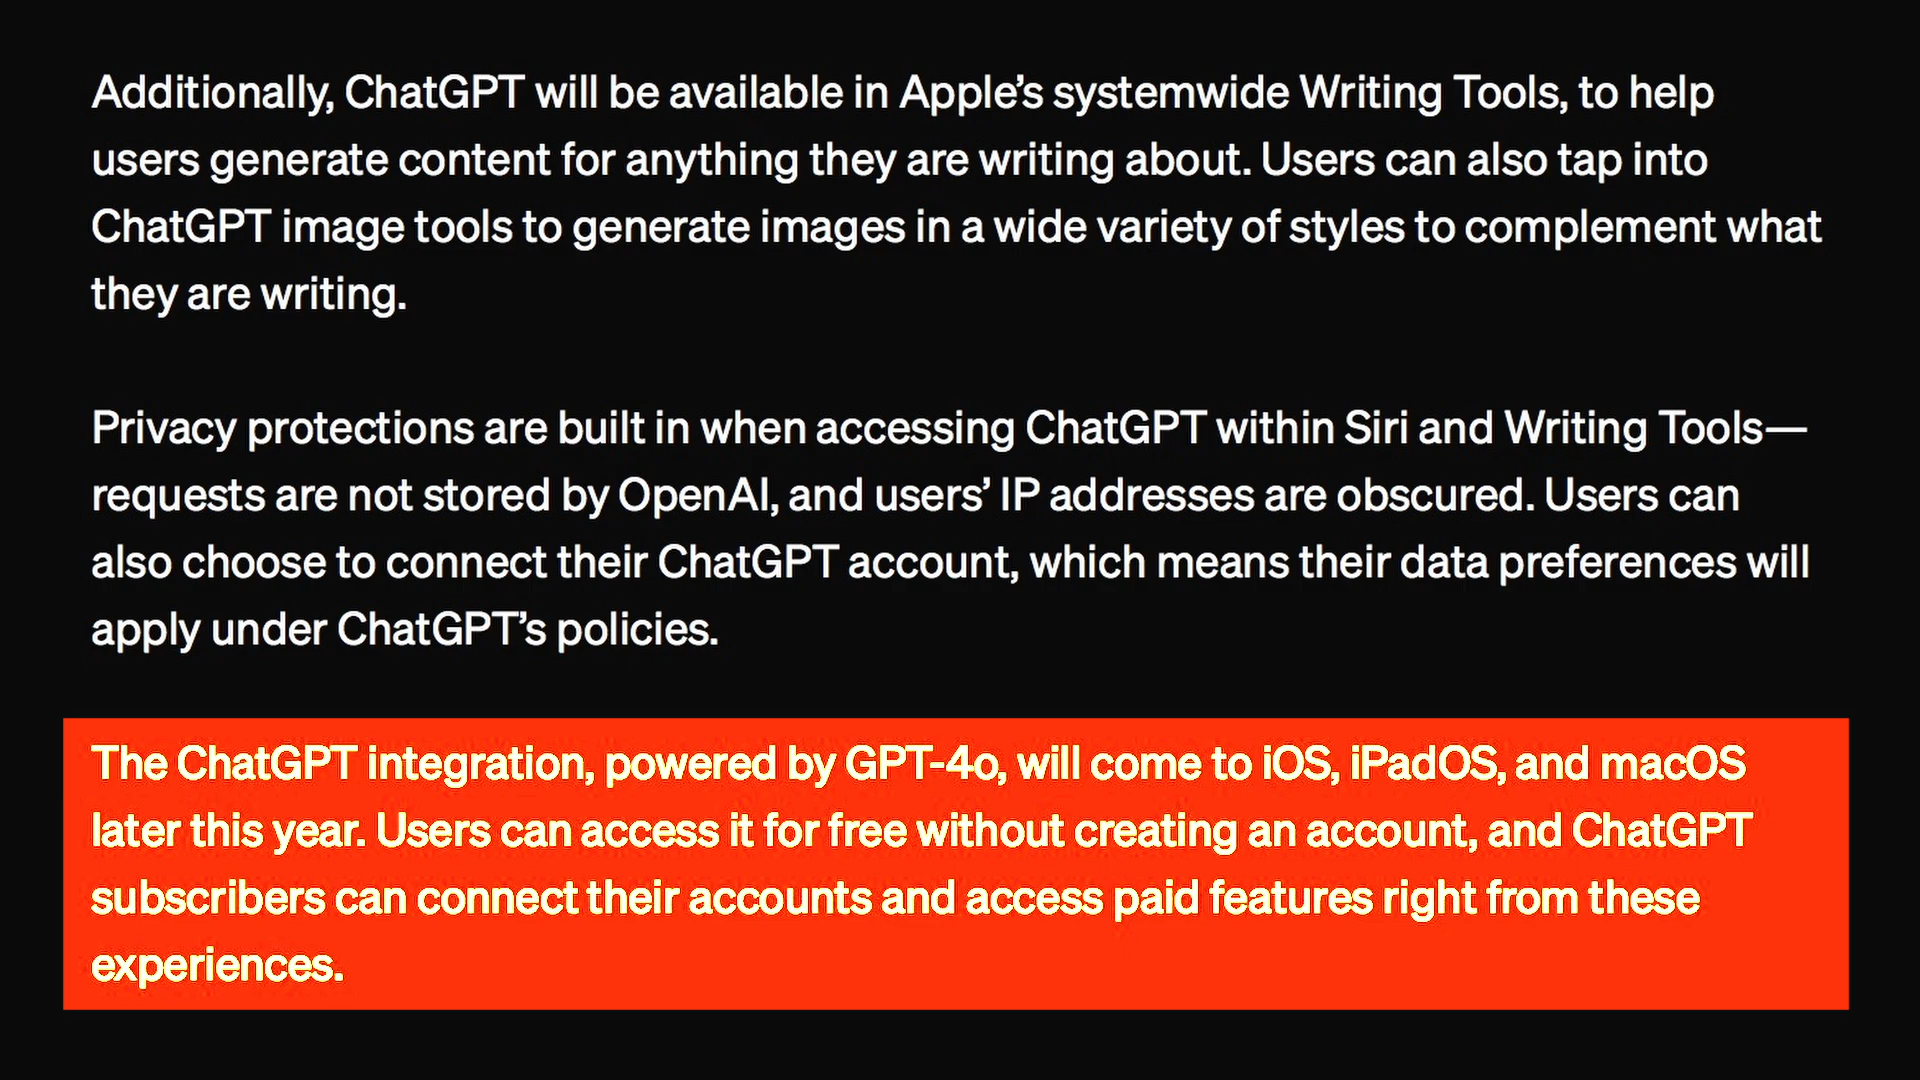 Additionally, ChatGPT will be available in Apple’s systemwide Writing Tools, to help
users generate content for anything they are writing about. Users can also tap into
ChatGPT image tools to generate images in a wide variety of styles to complement what
they are writing.
Privacy protections are built in when accessing ChatGPT within Siri and Writing Tools—
requests are not stored by OpenAI, and users’ IP addresses are obscured. Users can
also choose to connect their ChatGPT account, which means their data preferences will
apply under ChatGPT’s policies.
The ChatGPT integration, powered by GPT-4o, will come to iOS, iPadOS, and macOS
later this year. Users can access it for free without creating an account, and ChatGPT
subscribers can connect their accounts and access paid features right from these
experiences.